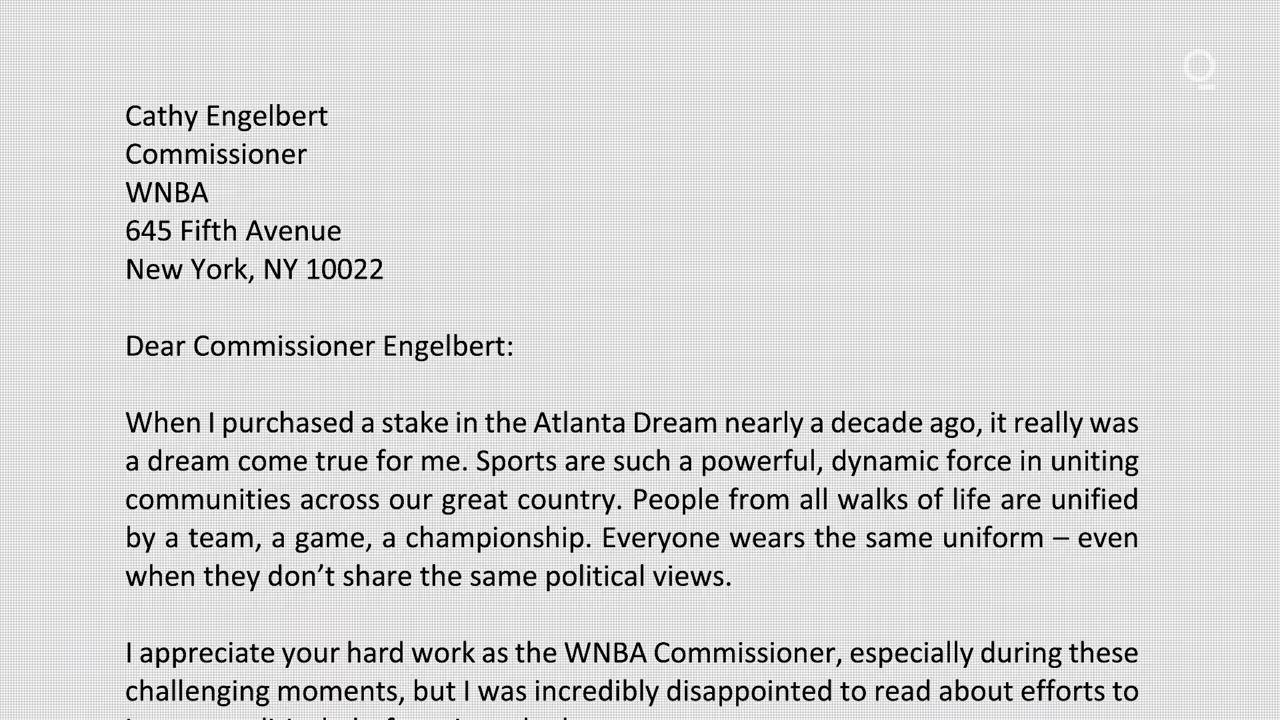 Cathy Engelbert
Commissioner
WNBA
645 Fifth Avenue
New York, NY 10022
Dear Commissioner Engelbert:
When I purchased a stake in the Atlanta Dream nearly a decade ago, it really was
a dream come true for me. Sports are such a powerful, dynamic force in uniting
communities across our great country. People from all walks of life are unified
by a team, a game, a championship. Everyone wears the same uniform – even
when they don’t share the same political views.
I appreciate your hard work as the WNBA Commissioner, especially during these
challenging moments, but I was incredibly disappointed to read about efforts to